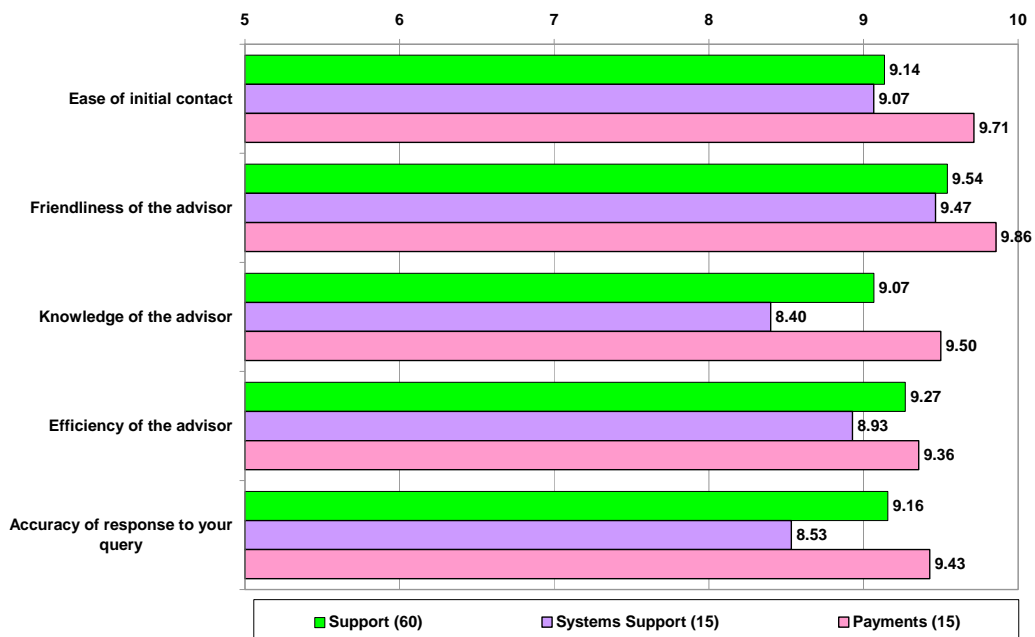 5 6 7 8 9 10
Ease of initial contact
9.14
9.07
9.71
Friendliness of the advisor
9.54
9.47
9.86
Knowledge of the advisor
9.07
8.40
9.50
Efficiency of the advisor
9.27
8.93
9.36
Accuracy of response to your
query
9.16
8.53
9.43
Support (60) Systems Support (15) Payments (15)